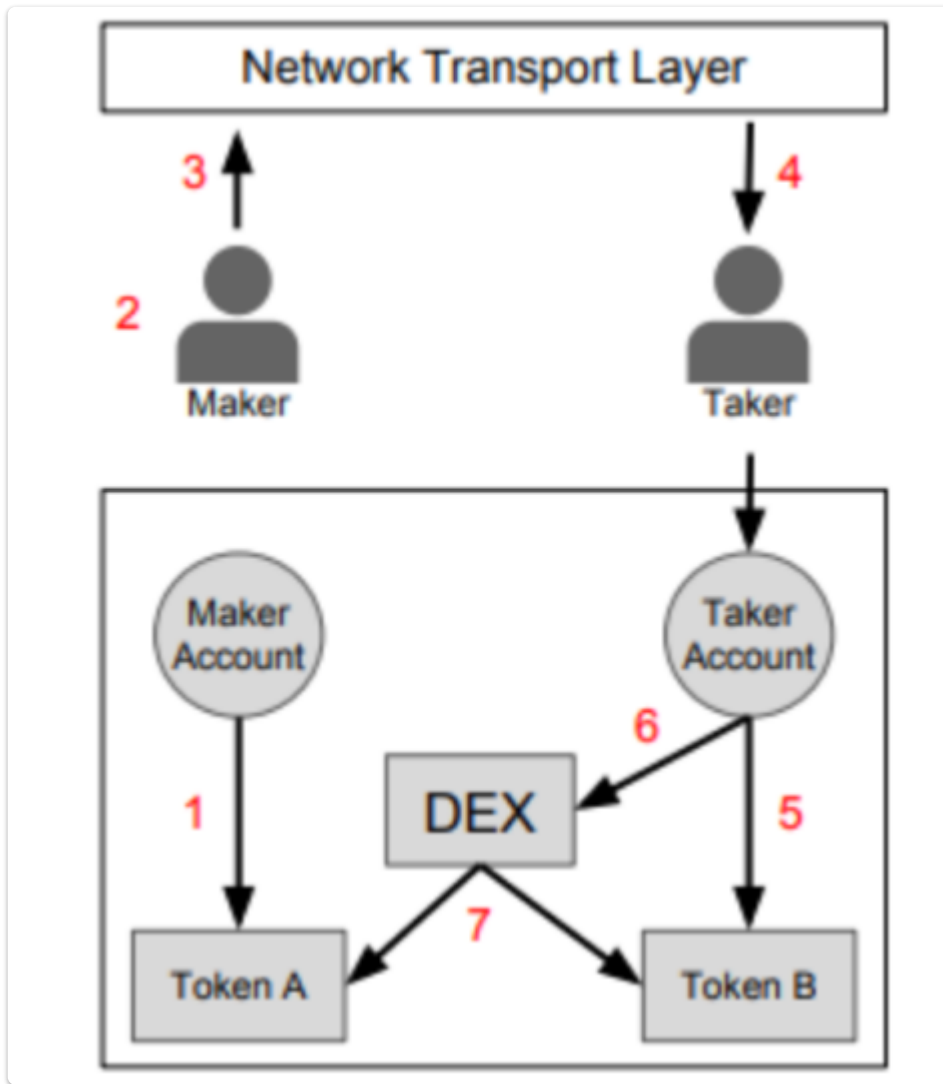 Network Transport Layer
3
4
2
Maker
Taker
Maker
Account
Taker
Account
6
1
DEX
5
7
Token A
Token B